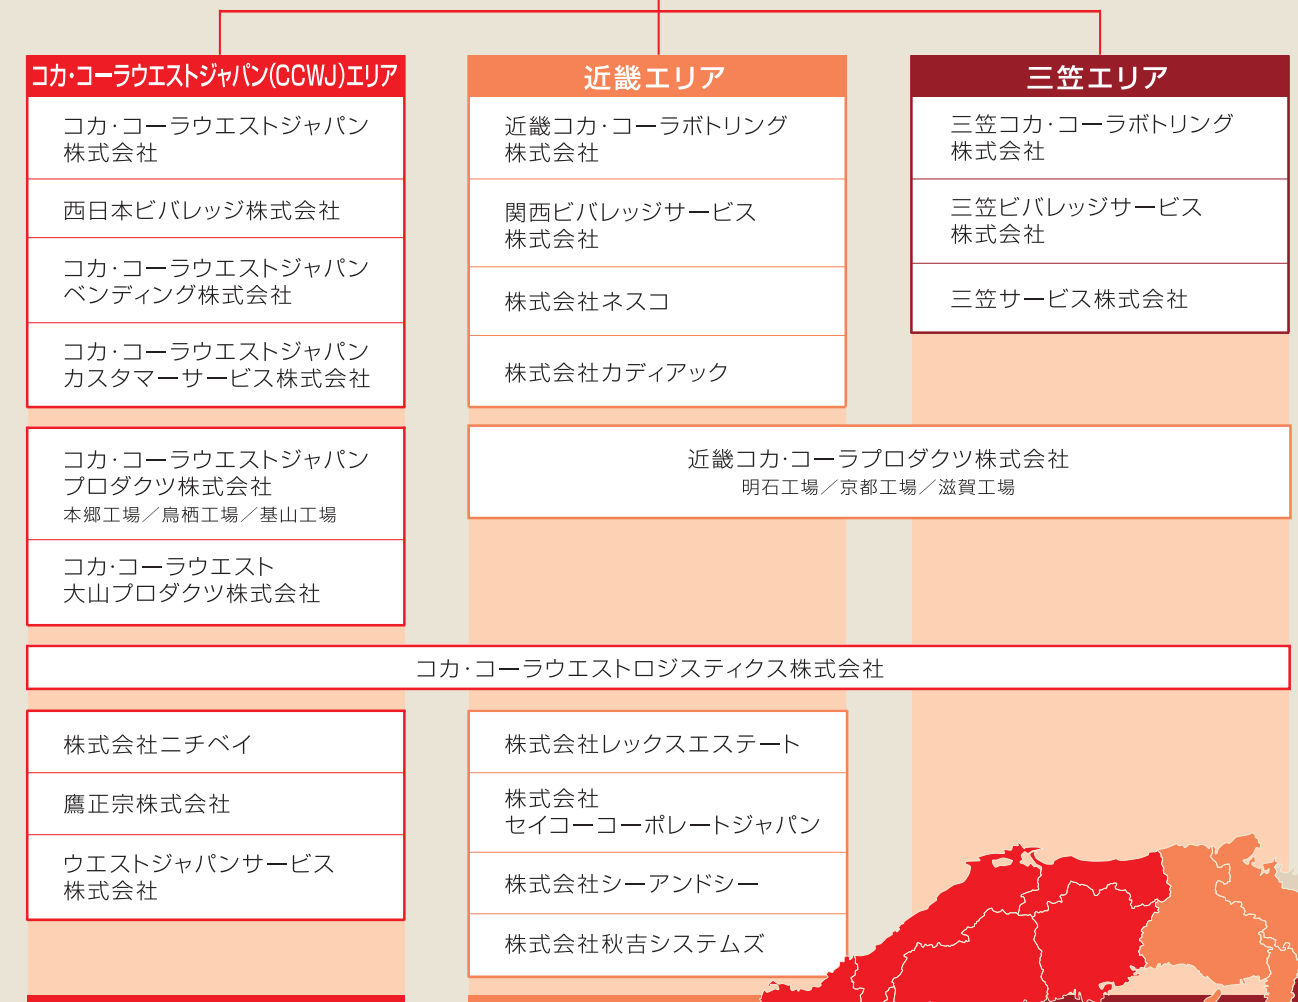 コカ・コーラウエストジャパン(CCWJ)エリア
コカ・コーラウエストジャパン
株式会社
西日本ビバレッジ株式会社
コカ・コーラウエストジャパン
ベンディング株式会社
コカ・コーラウエストジャパン
カスタマーサービス株式会社
コカ・コーラウエストジャパン
プロダクツ株式会社
本郷工場／鳥栖工場／基山工場
コカ・コーラウエスト
大山プロダクツ株式会社
近畿エリア
近畿コカ・コーラボトリング
株式会社
関西ビバレッジサービス
株式会社
株式会社ネスコ
株式会社カディアック
三笠エリア
三笠コカ・コーラボトリング
株式会社
三笠ビバレッジサービス
株式会社
三笠サービス株式会社
近畿コカ・コーラプロダクツ株式会社
明石工場／京都工場／滋賀工場
コカ・コーラウエストロジスティクス株式会社
株式会社ニチベイ
鷹正宗株式会社
ウエストジャパンサービス
株式会社
株式会社レックスエステート
株式会社
セイコーコーポレートジャパン
株式会社シーアンドシー
株式会社秋吉システムズ